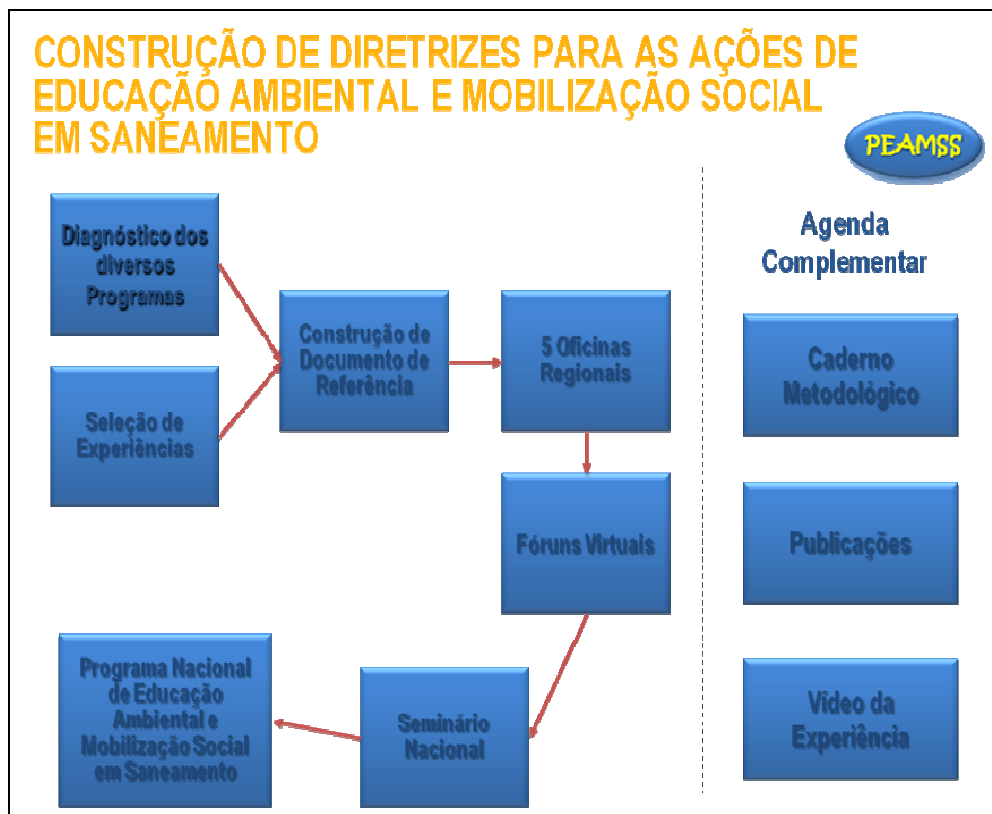 CONSTRUÇÃO DE DIRETRIZES PARA AS AÇÕES DE
EDUCAÇÃO AMBIENTAL E MOBILIZAÇÃO SOCIAL
EM SANEAMENTO
PEAMSS
Diagnóstico dos
diversos
Programas
Seleção de
Experiências
Construção de
Documento de
Referência
5 Oficinas
Regionais
Fóruns Virtuais
Seminário
Nacional
Programa Nacional
de Educação
Ambiental e
Mobilização Social
em Saneamento
Agenda
Complementar
Caderno
Metodológico
Publicações
Vídeo da
Experiência